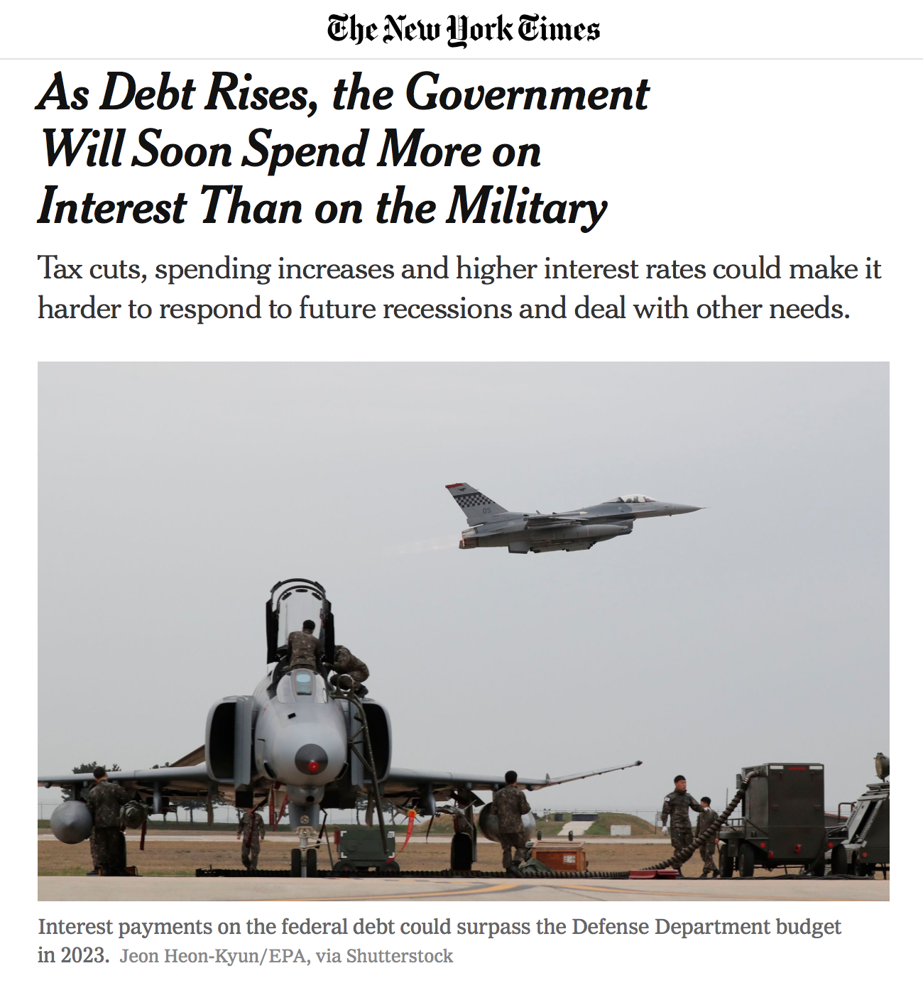 The New York Times
As Debt Rises, the Government
Will Soon Spend More on
Interest Than on the Military
Tax cuts, spending increases and higher interest rates could make it
harder to respond to future recessions and deal with other needs.
OS
Interest payments on the federal debt could surpass the Defense Department budget
in 2023. Jeon Heon-Kyun/EPA, via Shutterstock